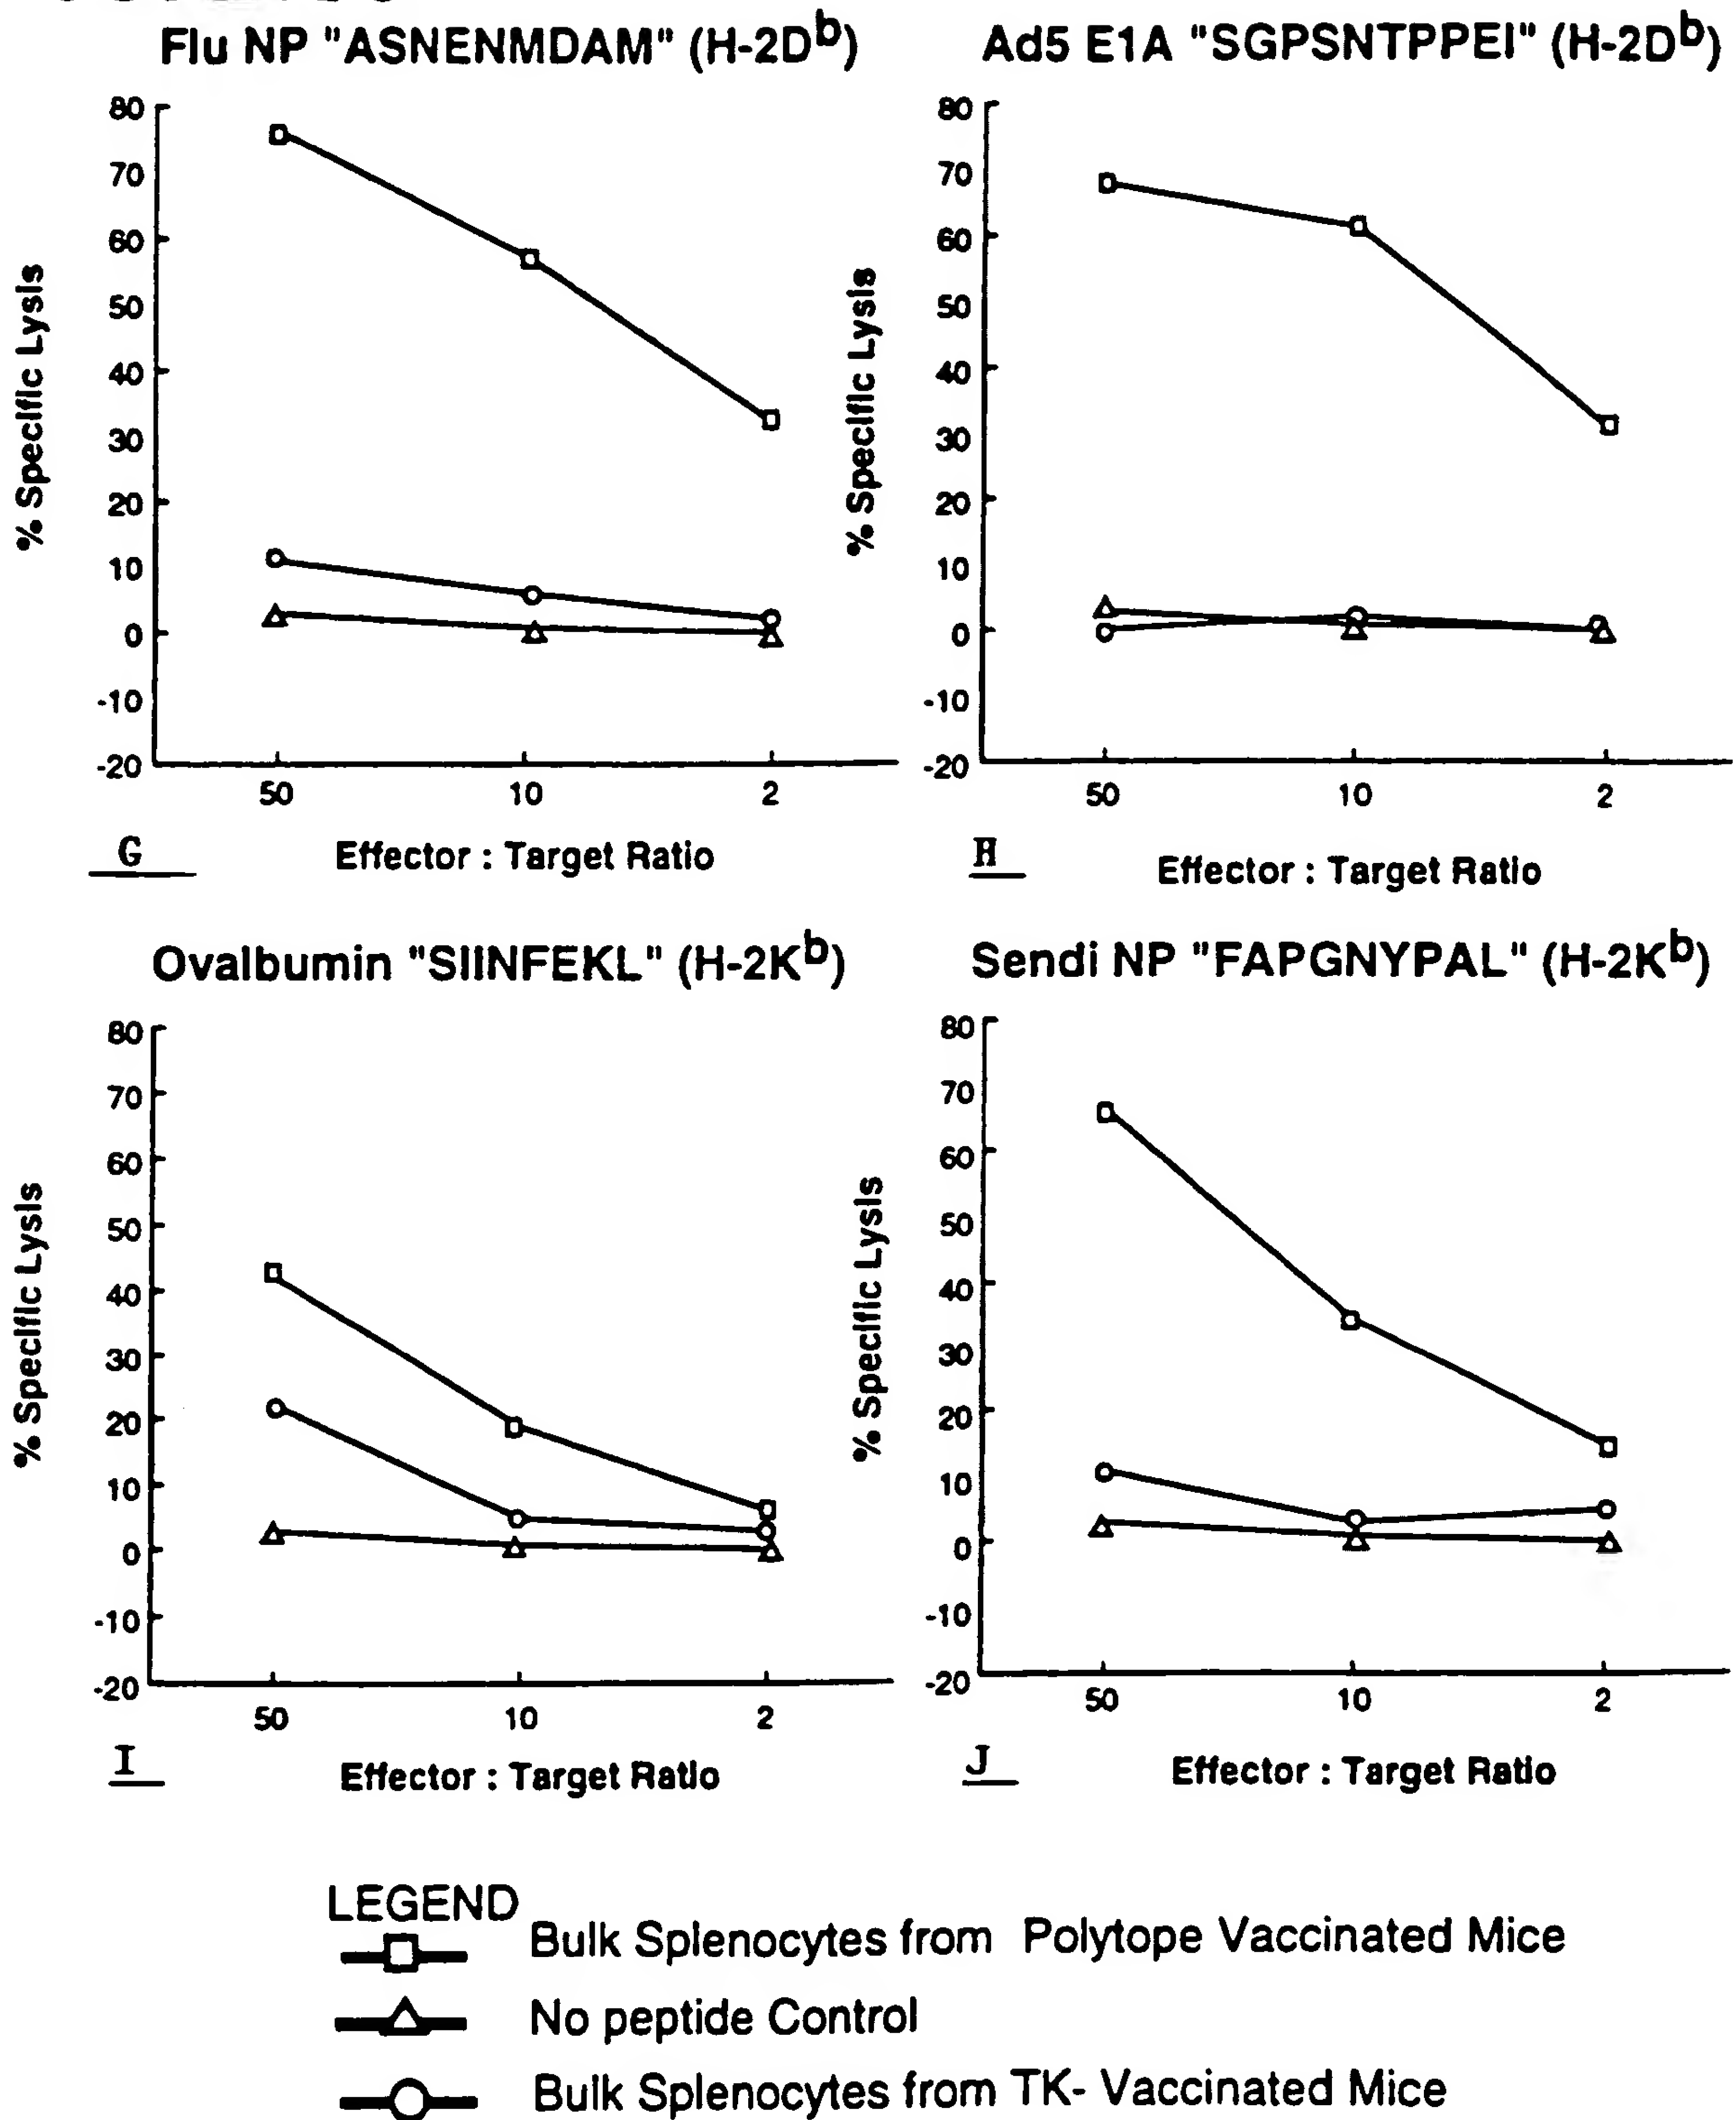 Flu NP "ASNENMDAM" (H-2Db)
80
70
60
50
40
30
20
10
0
-10
-20
% Specific Lysis
50 10 2
G Effector : Target Ratio
Ad5 E1A "SGPSNTPPEI" (H-2Db)
80
70
60
50
40
30
20
10
0
-10
-20
% Specific Lysis
50 10 2
H Effector : Target Ratio
Ovalbumin "SIINFEKL" (H-2Kb)
80
70
60
50
40
30
20
10
0
-10
-20
% Specific Lysis
50 10 2
I Effector : Target Ratio
Sendi NP "FAPGNYPAL" (H-2Kb)
80
70
60
50
40
30
20
10
0
-10
-20
% Specific Lysis
50 10 2
J Effector : Target Ratio
LEGEND
Bulk Splenocytes from Polytope Vaccinated Mice
No peptide Control
Bulk Splenocytes from TK- Vaccinated Mice